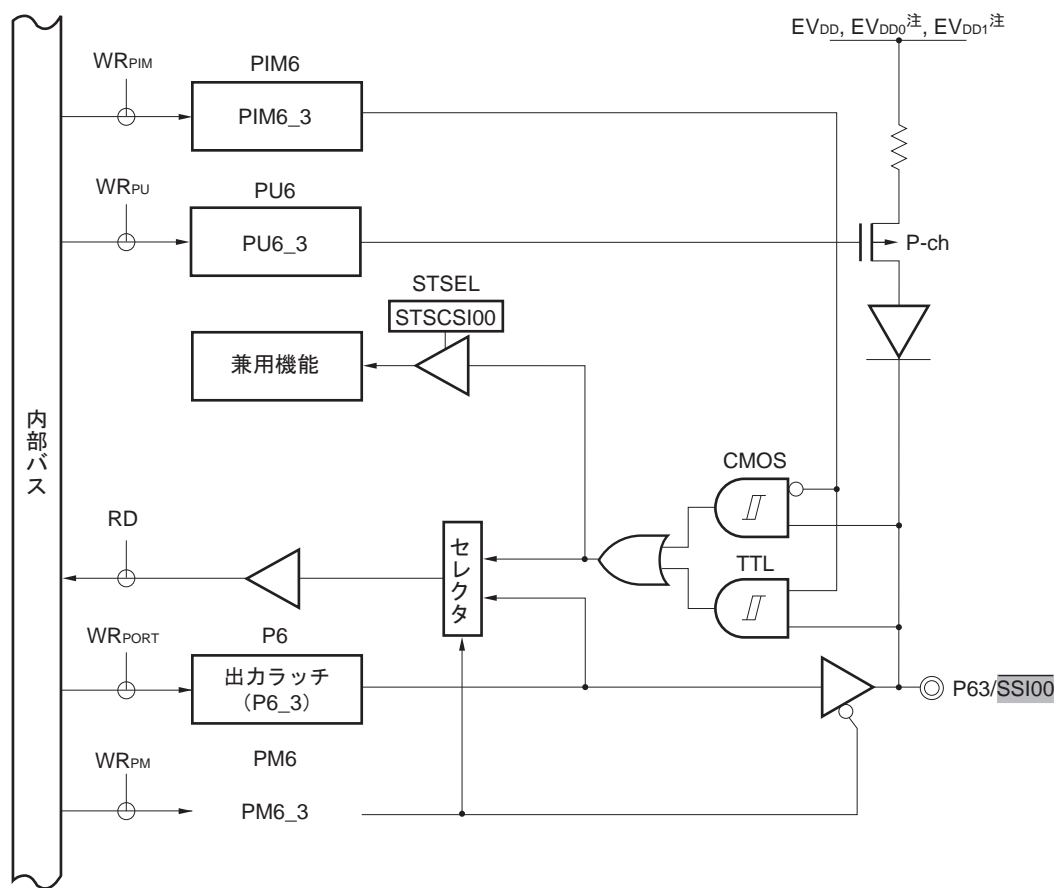 EVDD, EVDD0注, EVDD1注
WRPIM
PIM6
PIM6_3
WRPU
PU6
PU6_3
P-ch
STSEL
STSCSI00
兼用機能
内部バス
CMOS
RD
セレクタ
TTL
WRPORT
P6
出力ラッチ
(P6_3)
P63/SSI00
WRPM
PM6
PM6_3